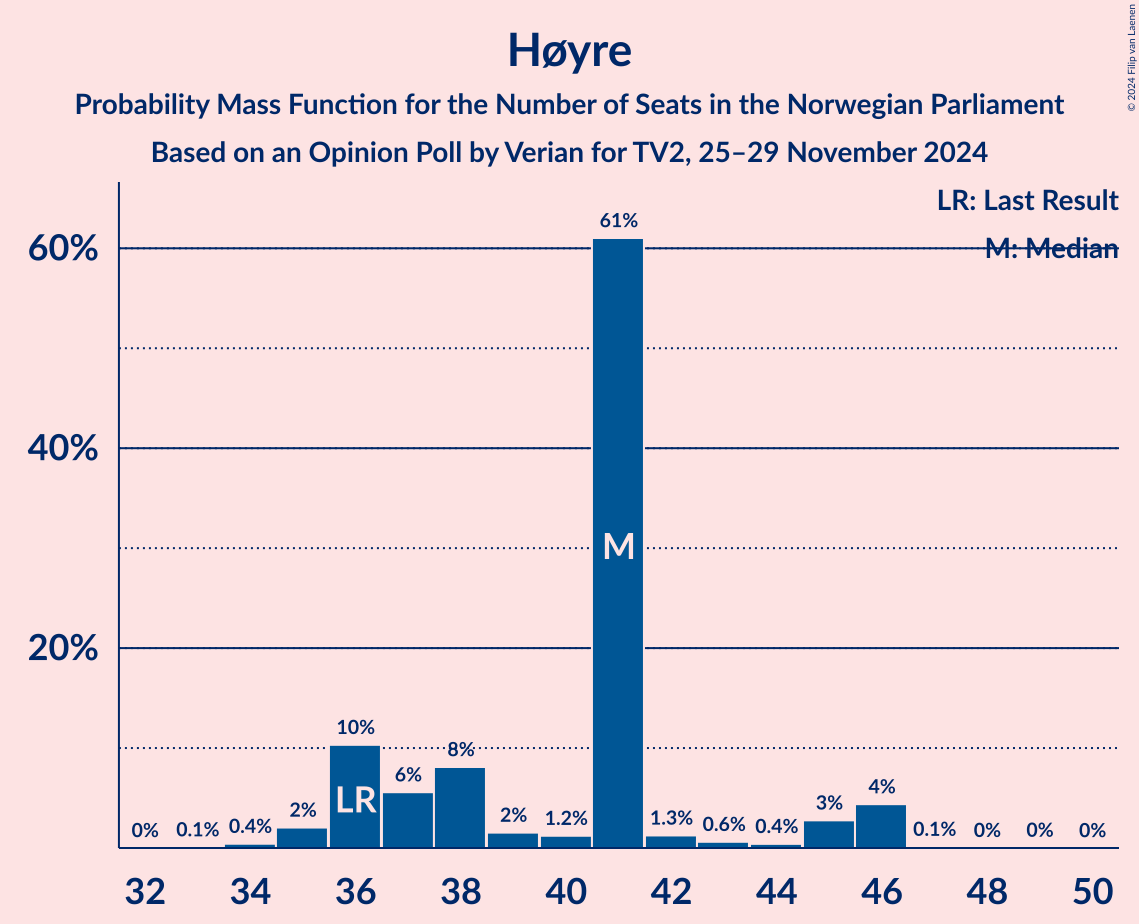 Høyre
Probability Mass Function for the Number of Seats in the Norwegian Parliament
Based on an Opinion Poll by Verian for TV2, 25–29 November 2024
© 2024 Filip van Laenen
LR: Last Result
M: Median
60%
40%
20%
0%
0.1%
0.4%
2%
10%
6%
8%
2%
1.2%
61%
1.3%
0.6%
0.4%
3%
4%
0.1%
0%
0%
0%
LR
M
32 34 36 38 40 42 44 46 48 50